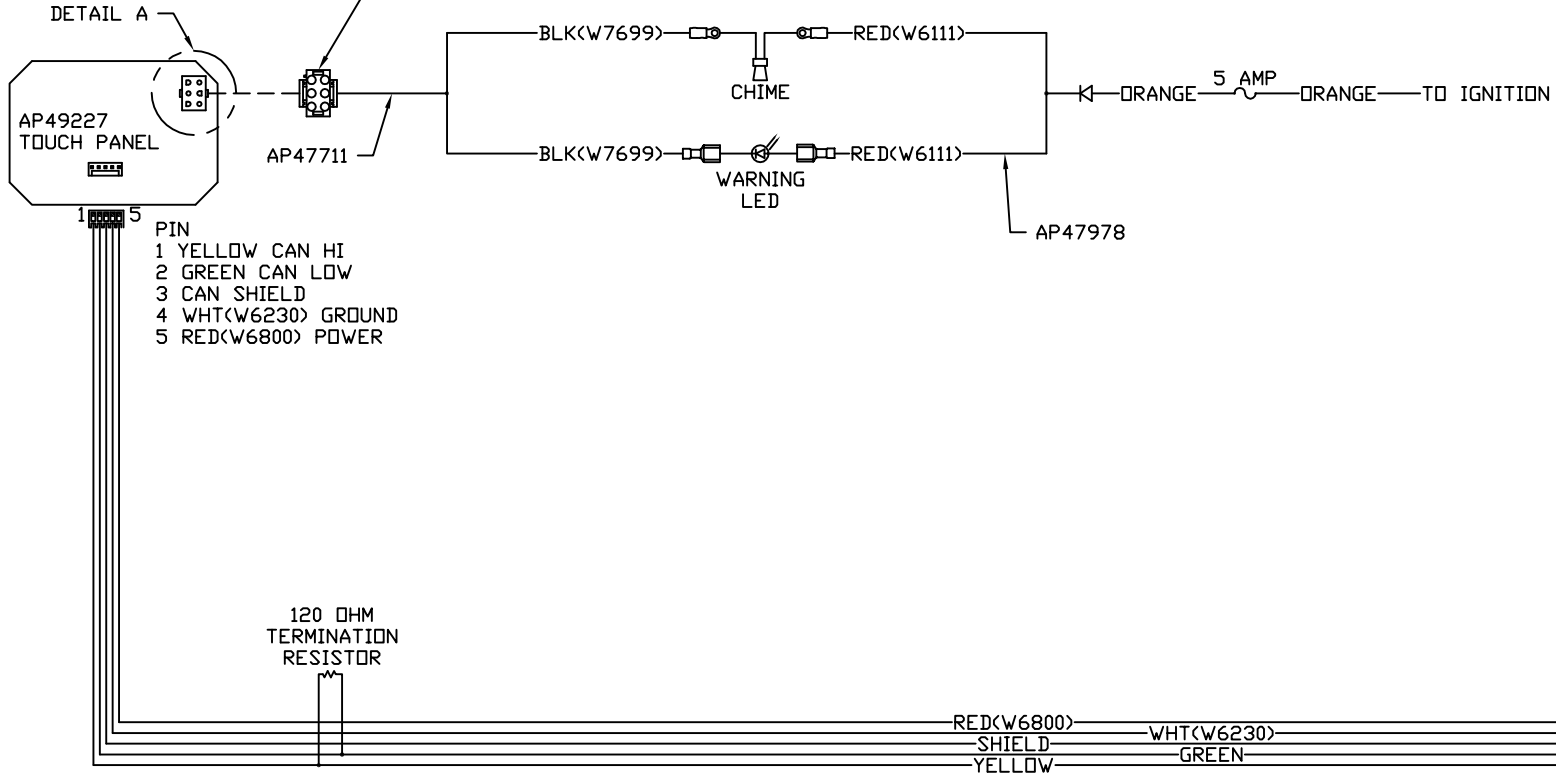 DETAIL A
BLK(W7699)
RED(W6111)
CHIME
5 AMP
ORANGE
ORANGE
TO IGNITION
AP49227
TOUCH PANEL
AP47711
BLK(W7699)
RED(W6111)
WARNING
LED
AP47978
1
5
PIN
1 YELLOW CAN HI
2 GREEN CAN LOW
3 CAN SHIELD
4 WHT(W6230) GROUND
5 RED(W6800) POWER
120 OHM
TERMINATION
RESISTOR
RED(W6800)
WHT(W6230)
SHIELD
GREEN
YELLOW